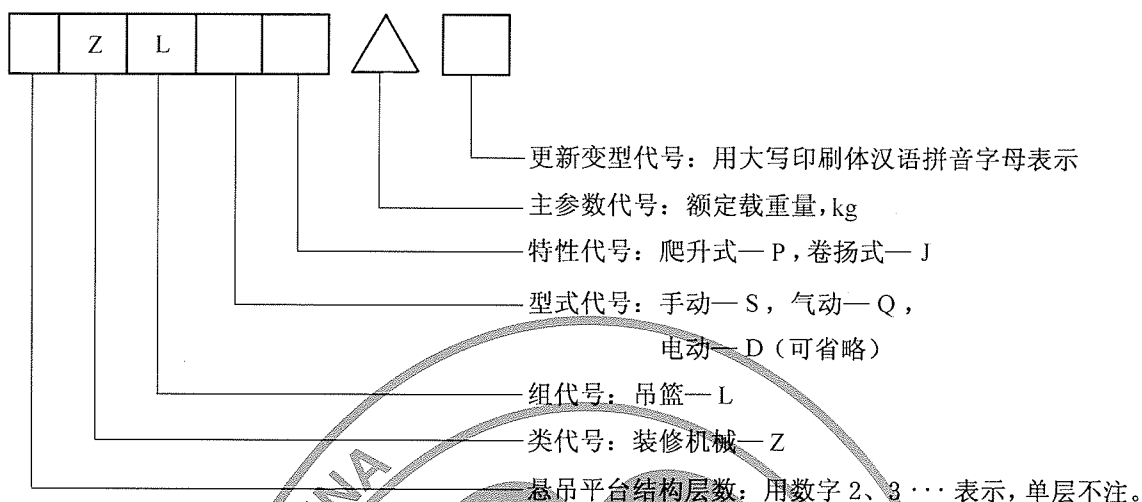 Z L
更新变型代号：用大写印刷体汉语拼音字母表示
主参数代号：额定载重量,kg
特性代号：爬升式—P,卷扬式—J
型式代号：手动—S，气动—Q，
电动—D（可省略）
组代号：吊篮—L
类代号：装修机械—Z
悬吊平台结构层数：用数字2、3···表示,单层不注。
NA